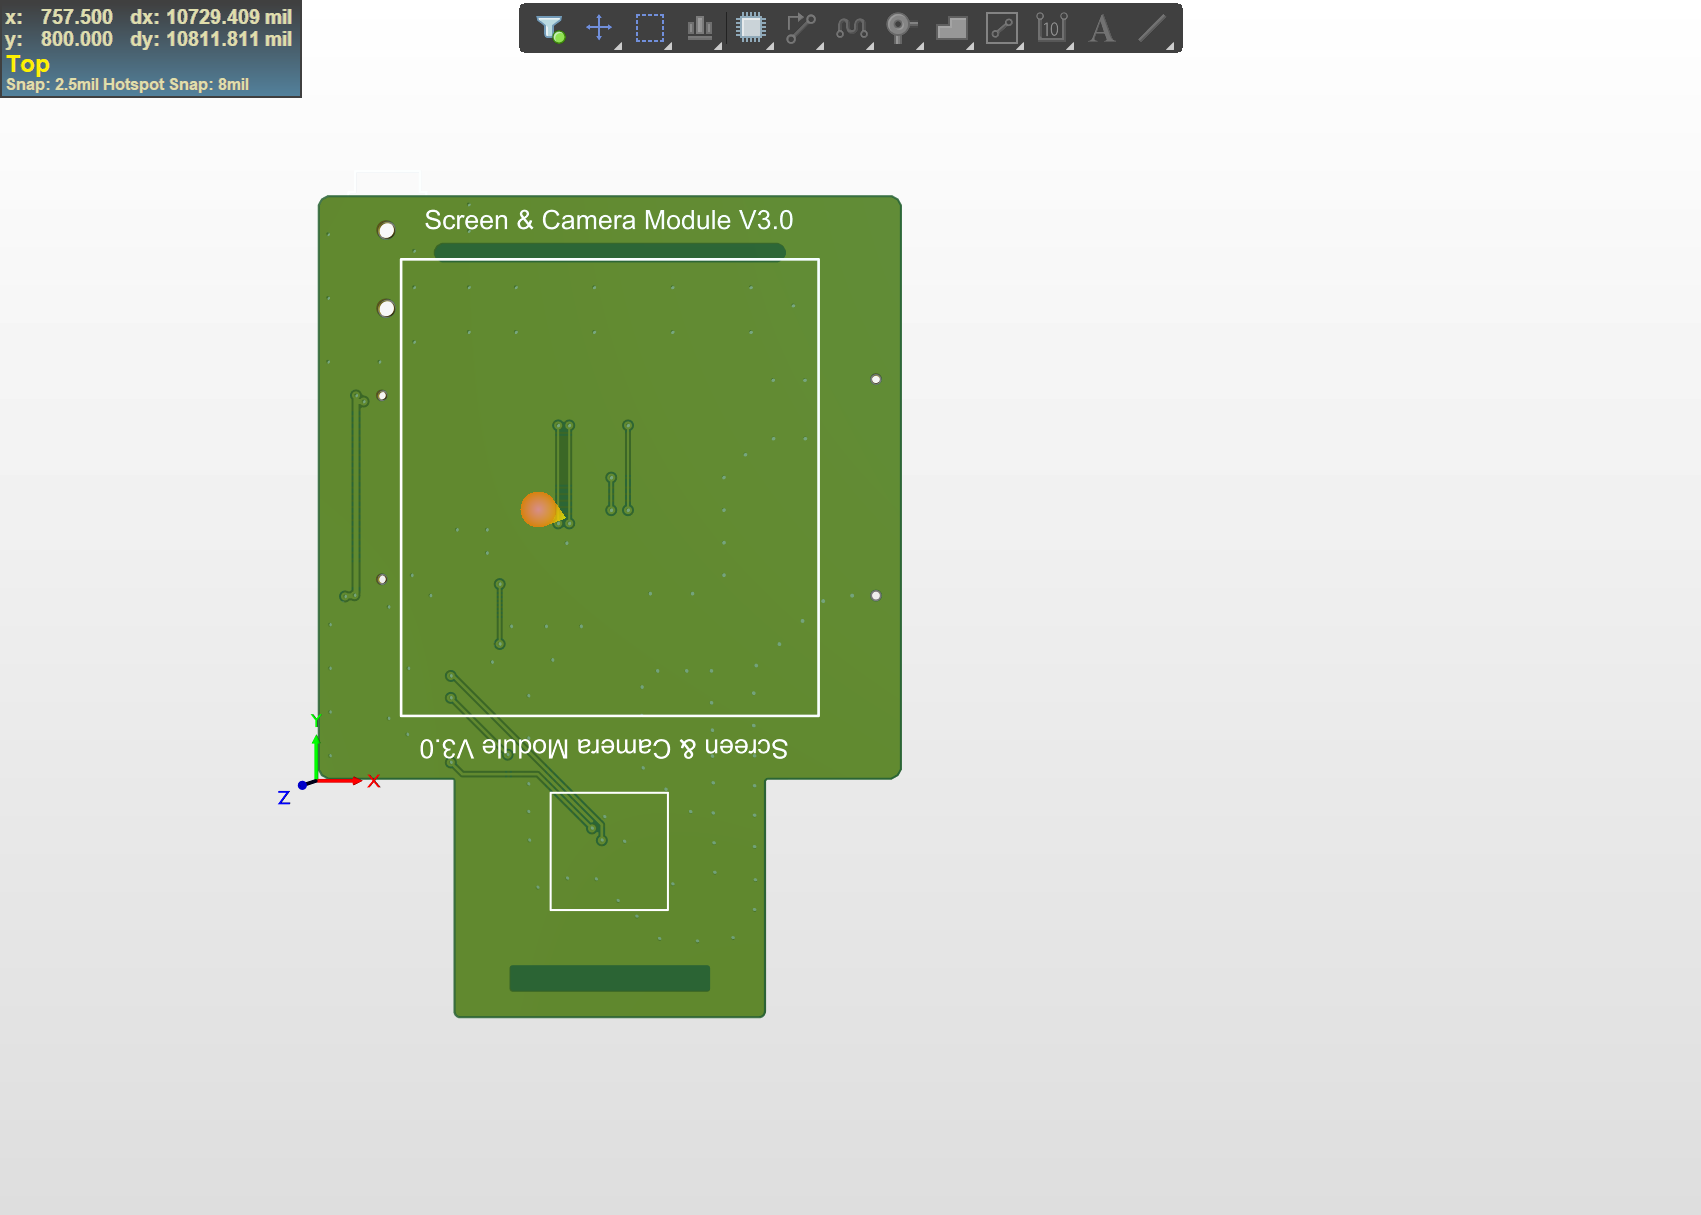 x: 757.500 dx: 10729.409 mil
y: 800.000 dy: 10811.811 mil
Top
Snap: 2.5mil Hotspot Snap: 8mil
10
A
Screen & Camera Module V3.0
Y
Screen & Camera Module V3.0
X
Z